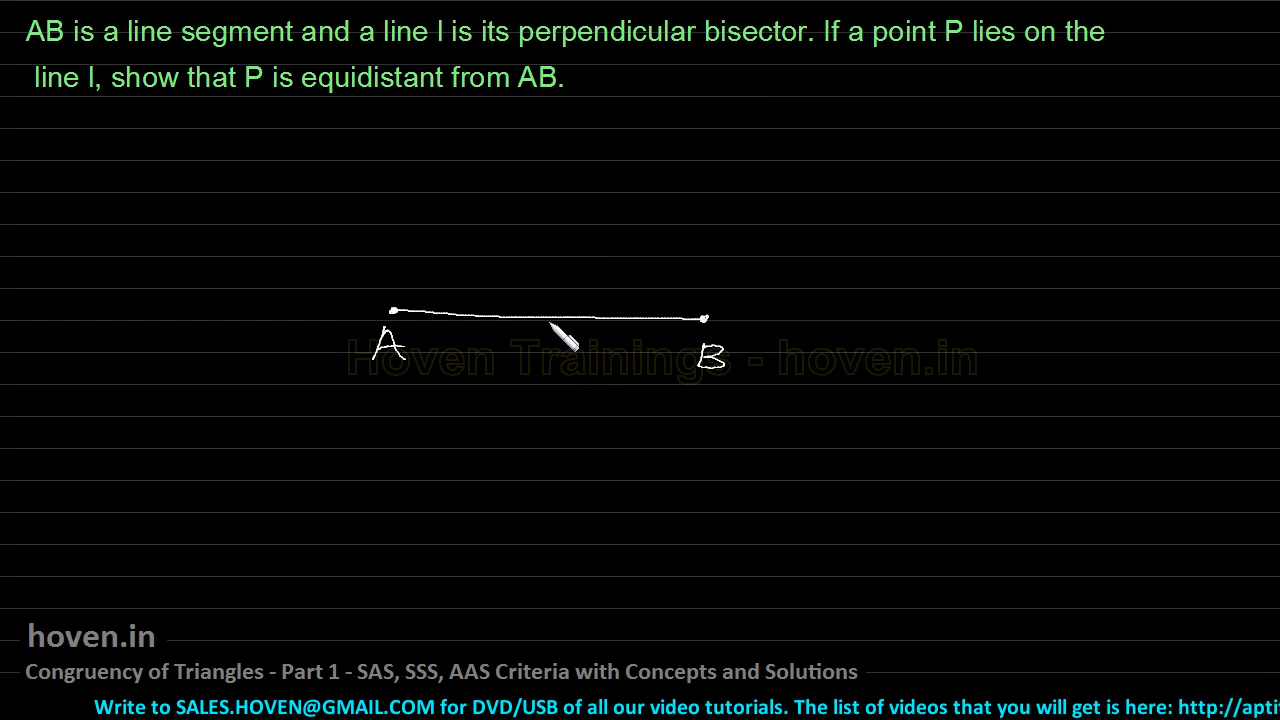 AB is a line segment and a line l is its perpendicular bisector. If a point P lies on the
line l, show that P is equidistant from AB.
A
B
Hoven Trainings - hoven.in
hoven.in
Congruency of Triangles - Part 1 - SAS, SSS, AAS Criteria with Concepts and Solutions
Write to SALES.HOVEN@GMAIL.COM for DVD/USB of all our video tutorials. The list of videos that you will get is here: http://apti